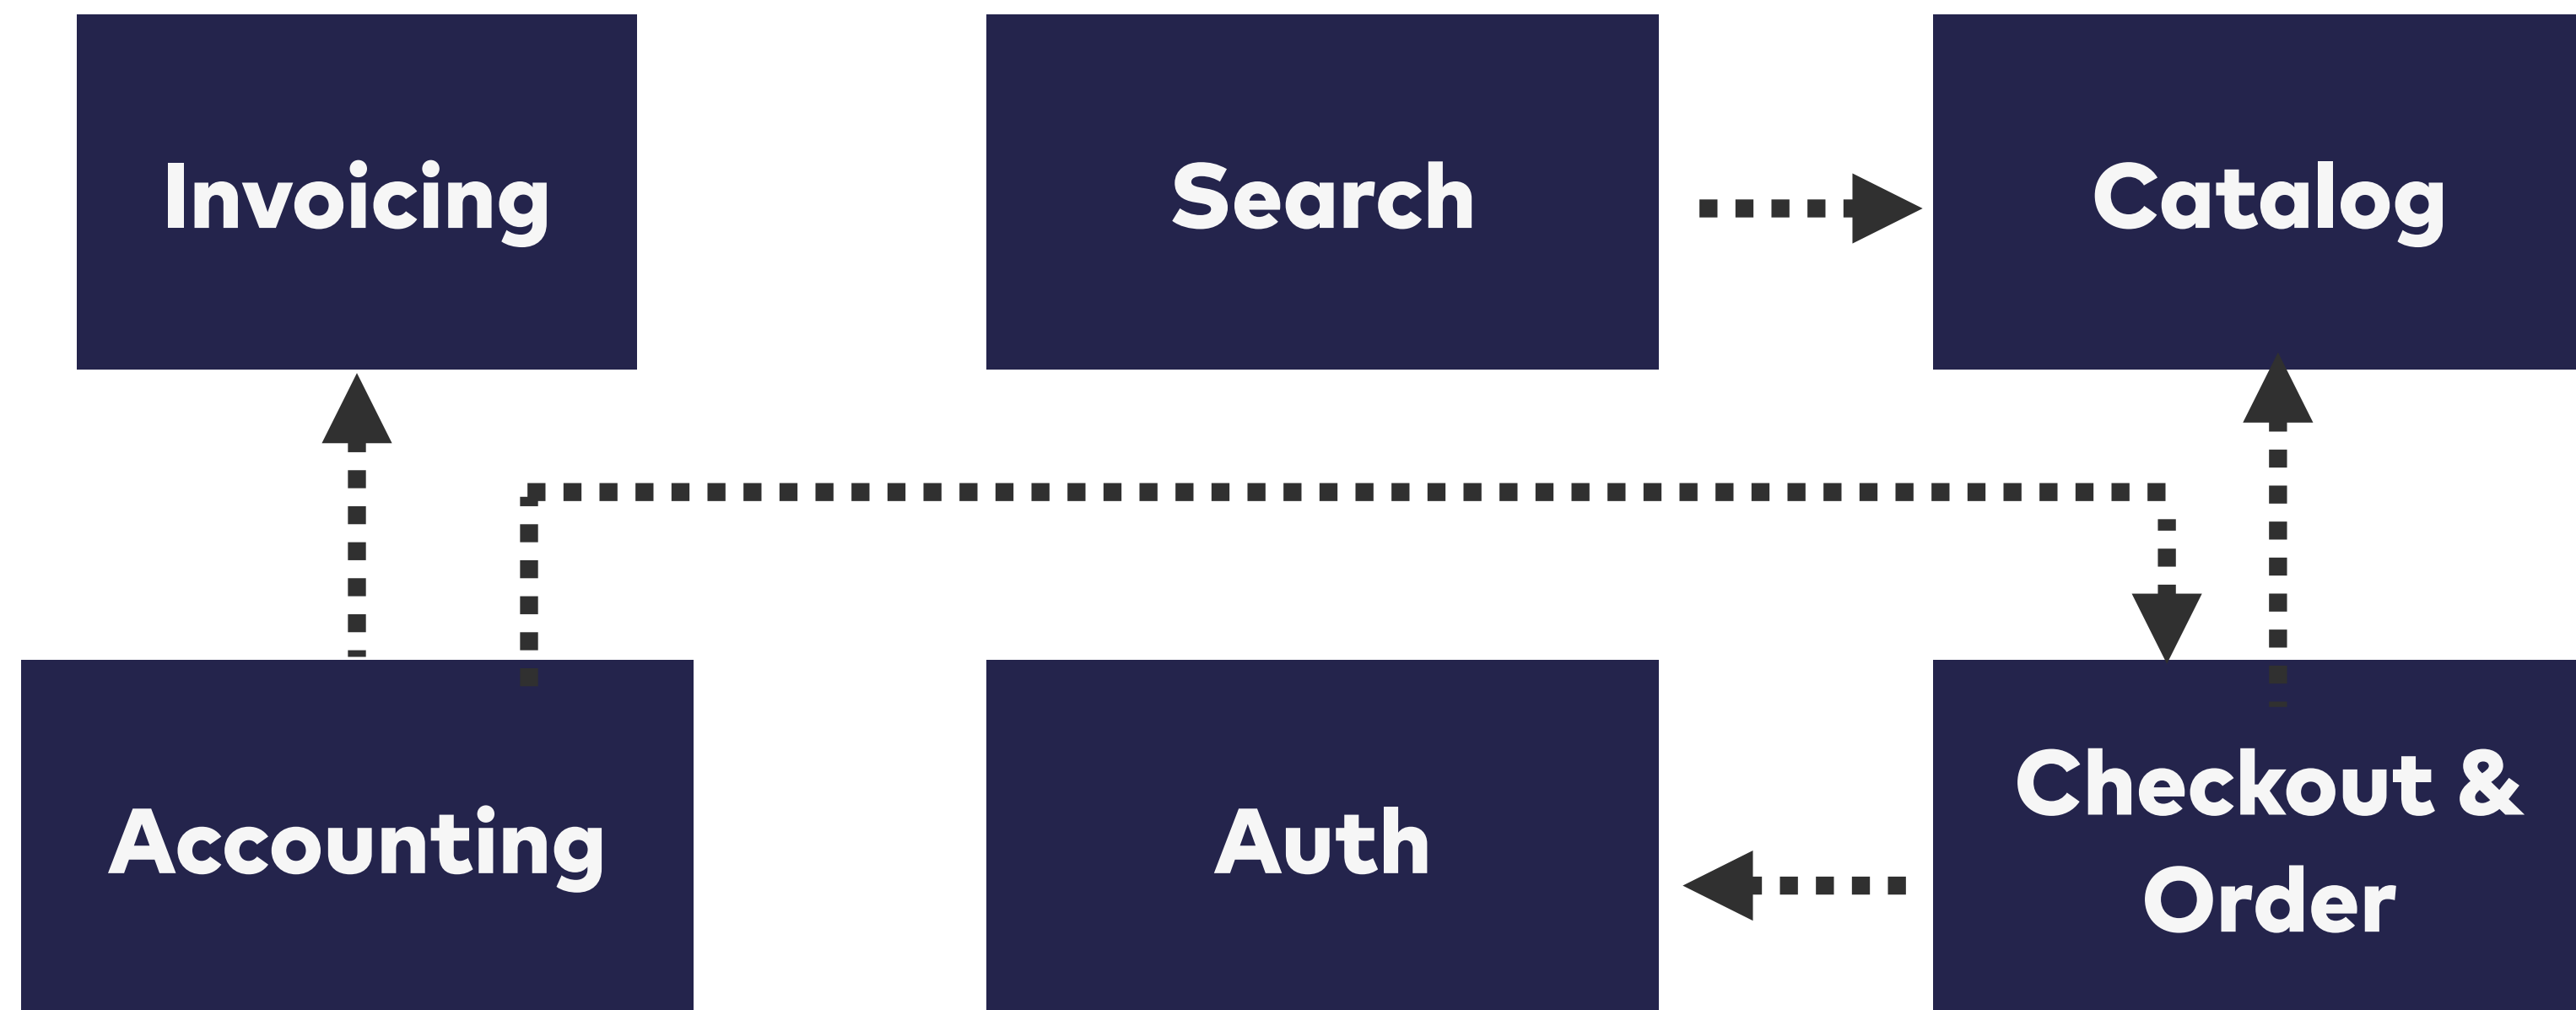 Invoicing
Search
Catalog
Accounting
Auth
Checkout &
Order